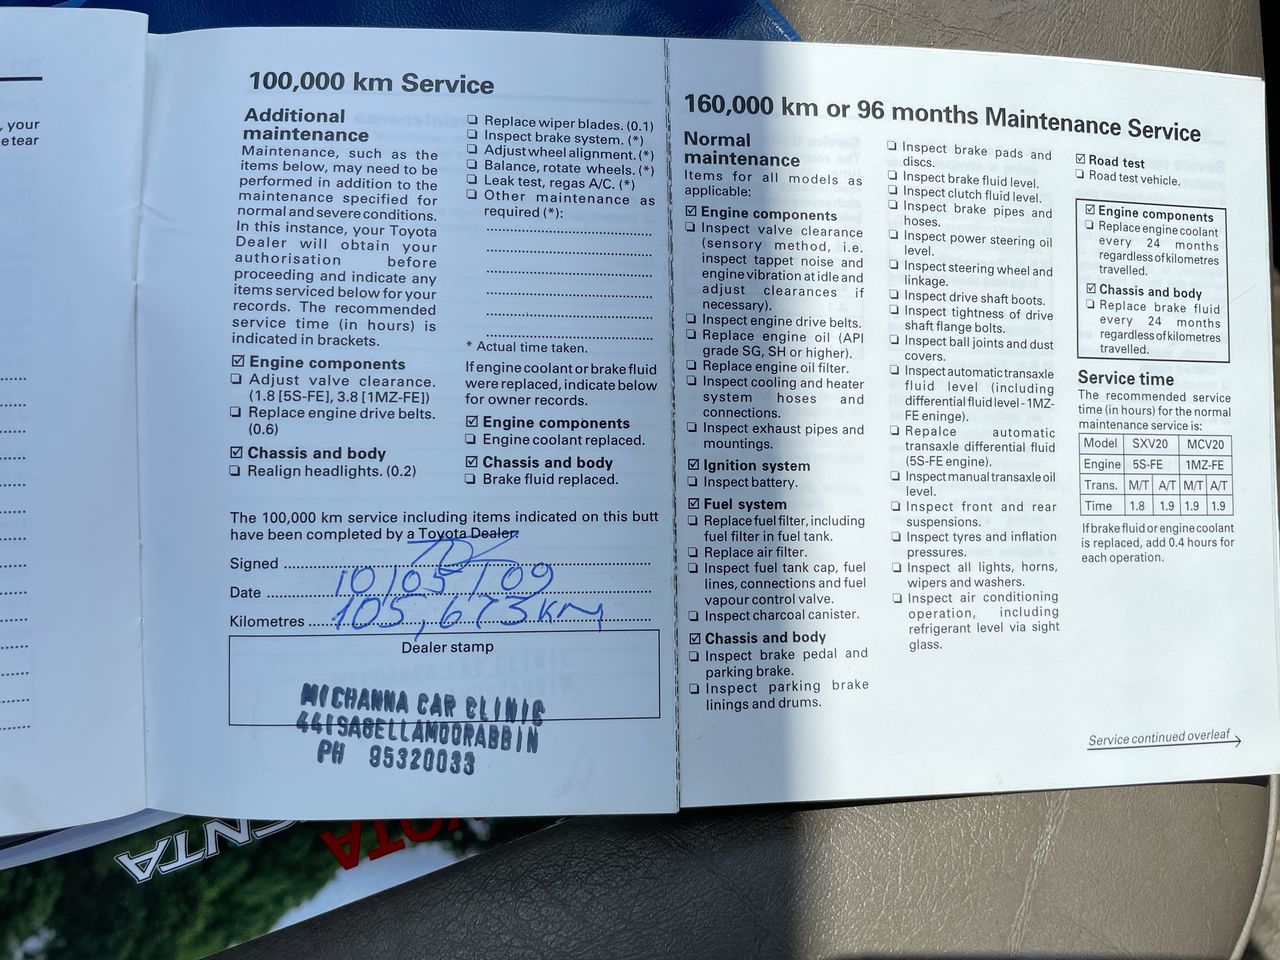 , your
e tear
100,000 km Service
Additional
maintenance
Maintenance, such as the
items below, may need to be
performed in addition to the
maintenance specified for
normal and severe conditions.
In this instance, your Toyota
Dealer will obtain your
authorisation before
proceeding and indicate any
items serviced below for your
records. The recommended
service time (in hours) is
indicated in brackets.
☑ Engine components
❏ Adjust valve clearance.
(1.8 [5S-FE], 3.8 [1MZ-FE])
❏ Replace engine drive belts.
(0.6)
☑ Chassis and body
❏ Realign headlights. (0.2)
❏ Replace wiper blades. (0.1)
❏ Inspect brake system. (*)
❏ Adjust wheel alignment. (*)
❏ Balance, rotate wheels. (*)
❏ Leak test, regas A/C. (*)
❏ Other maintenance as
required (*):
* Actual time taken.
If engine coolant or brake fluid
were replaced, indicate below
for owner records.
☑ Engine components
❏ Engine coolant replaced.
☑ Chassis and body
❏ Brake fluid replaced.
The 100,000 km service including items indicated on this butt
have been completed by a Toyota Dealer.
Signed
Date 10/05/09
Kilometres 105,673KM
Dealer stamp
MICHANNA CAR CLINIC
44 ISABELLA MOORABBIN
PH 95320033
160,000 km or 96 months Maintenance Service
Normal
maintenance
Items for all models as
applicable:
☑ Engine components
❏ Inspect valve clearance
(sensory method, i.e.
inspect tappet noise and
engine vibration at idle and
adjust clearances if
necessary).
❏ Inspect engine drive belts.
❏ Replace engine oil (API
grade SG, SH or higher).
❏ Replace engine oil filter.
❏ Inspect cooling and heater
system hoses and
connections.
❏ Inspect exhaust pipes and
mountings.
☑ Ignition system
❏ Inspect battery.
☑ Fuel system
❏ Replace fuel filter, including
fuel filter in fuel tank.
❏ Replace air filter.
❏ Inspect fuel tank cap, fuel
lines, connections and fuel
vapour control valve.
❏ Inspect charcoal canister.
☑ Chassis and body
❏ Inspect brake pedal and
parking brake.
❏ Inspect parking brake
linings and drums.
❏ Inspect brake pads and
discs.
❏ Inspect brake fluid level.
❏ Inspect clutch fluid level.
❏ Inspect brake pipes and
hoses.
❏ Inspect power steering oil
level.
❏ Inspect steering wheel and
linkage.
❏ Inspect drive shaft boots.
❏ Inspect tightness of drive
shaft flange bolts.
❏ Inspect ball joints and dust
covers.
❏ Inspect automatic transaxle
fluid level (including
differential fluid level - 1MZ-
FE eninge).
❏ Repalce automatic
transaxle differential fluid
(5S-FE engine).
❏ Inspect manual transaxle oil
level.
❏ Inspect front and rear
suspensions.
❏ Inspect tyres and inflation
pressures.
❏ Inspect all lights, horns,
wipers and washers.
❏ Inspect air conditioning
operation, including
refrigerant level via sight
glass.
☑ Road test
❏ Road test vehicle.
☑ Engine components
❏ Replace engine coolant
every 24 months
regardless of kilometres
travelled.
☑ Chassis and body
❏ Replace brake fluid
every 24 months
regardless of kilometres
travelled.
Service time
The recommended service
time (in hours) for the normal
maintenance service is:
Model SXV20 MCV20
Engine 5S-FE 1MZ-FE
Trans. M/T A/T M/T A/T
Time 1.8 1.9 1.9 1.9
If brake fluid or engine coolant
is replaced, add 0.4 hours for
each operation.
Service continued overleaf
YOTA
ENTA